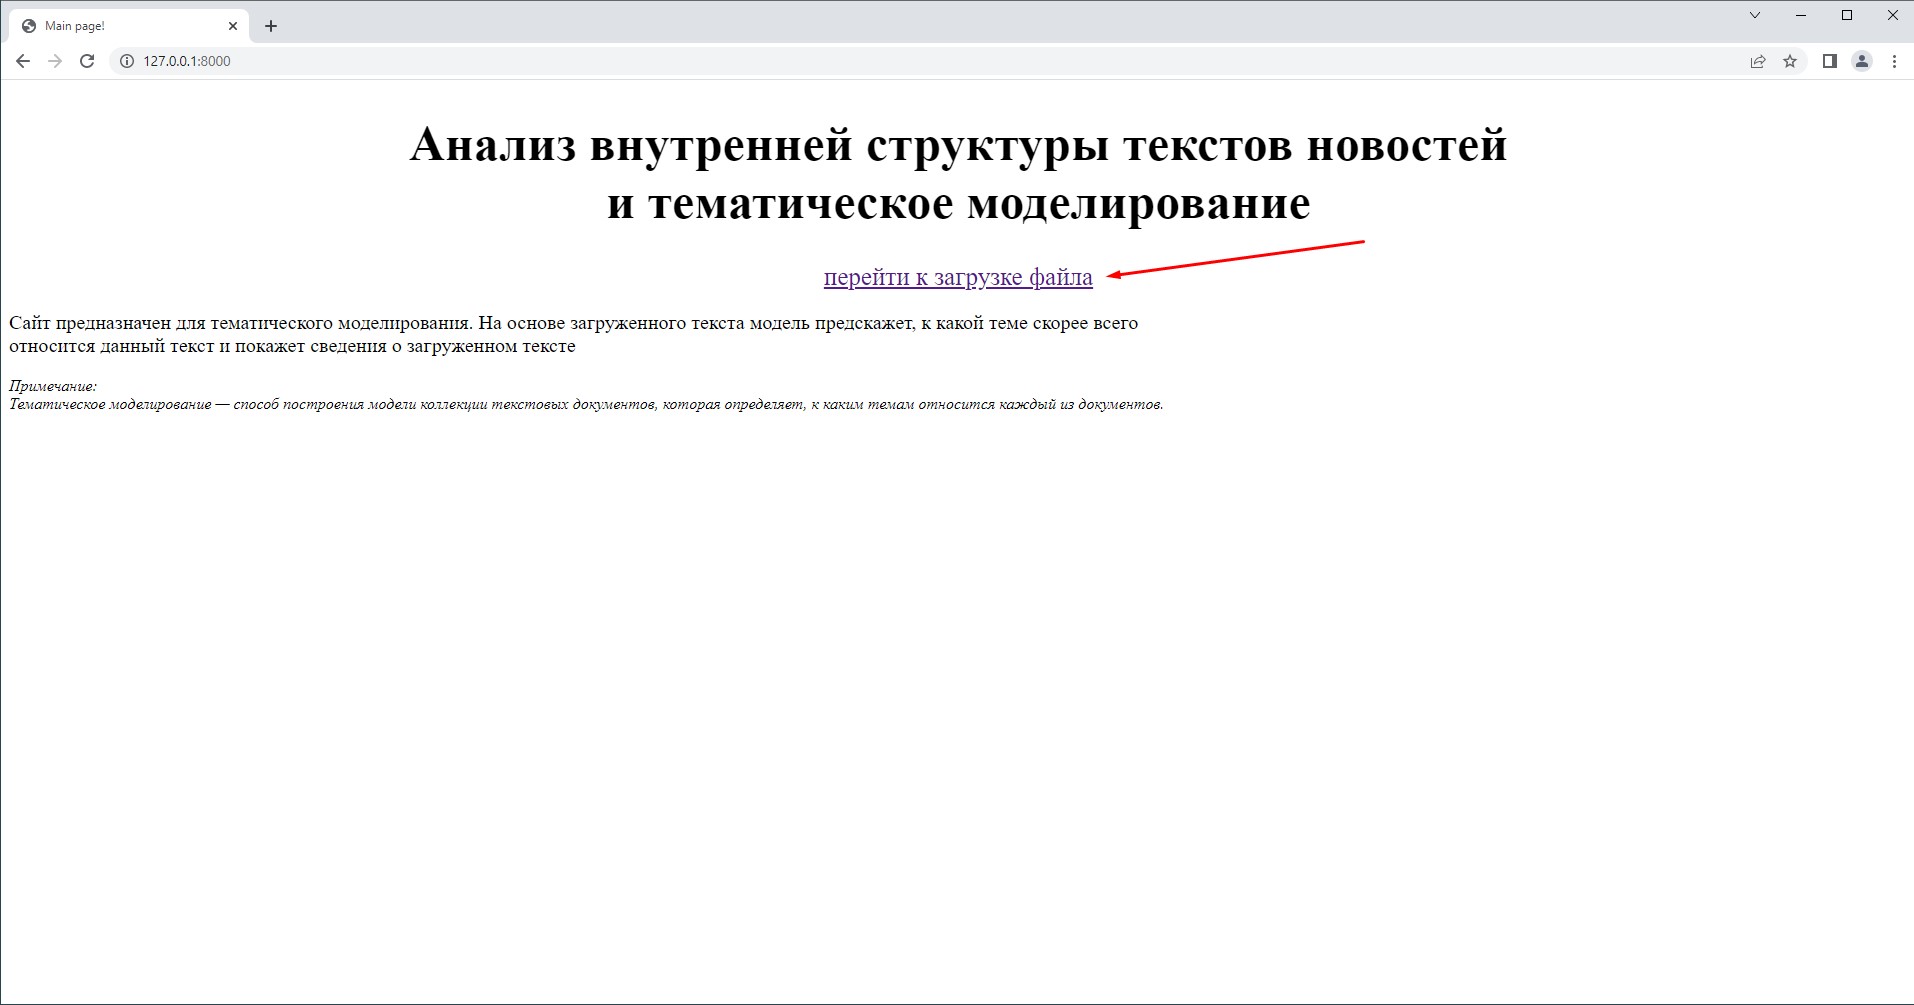 Main page!
127.0.0.1:8000
Анализ внутренней структуры текстов новостей
и тематическое моделирование
перейти к загрузке файла
Сайт предназначен для тематического моделирования. На основе загруженного текста модель предскажет, к какой теме скорее всего
относится данный текст и покажет сведения о загруженном тексте
Примечание:
Тематическое моделирование — способ построения модели коллекции текстовых документов, которая определяет, к каким темам относится каждый из документов.